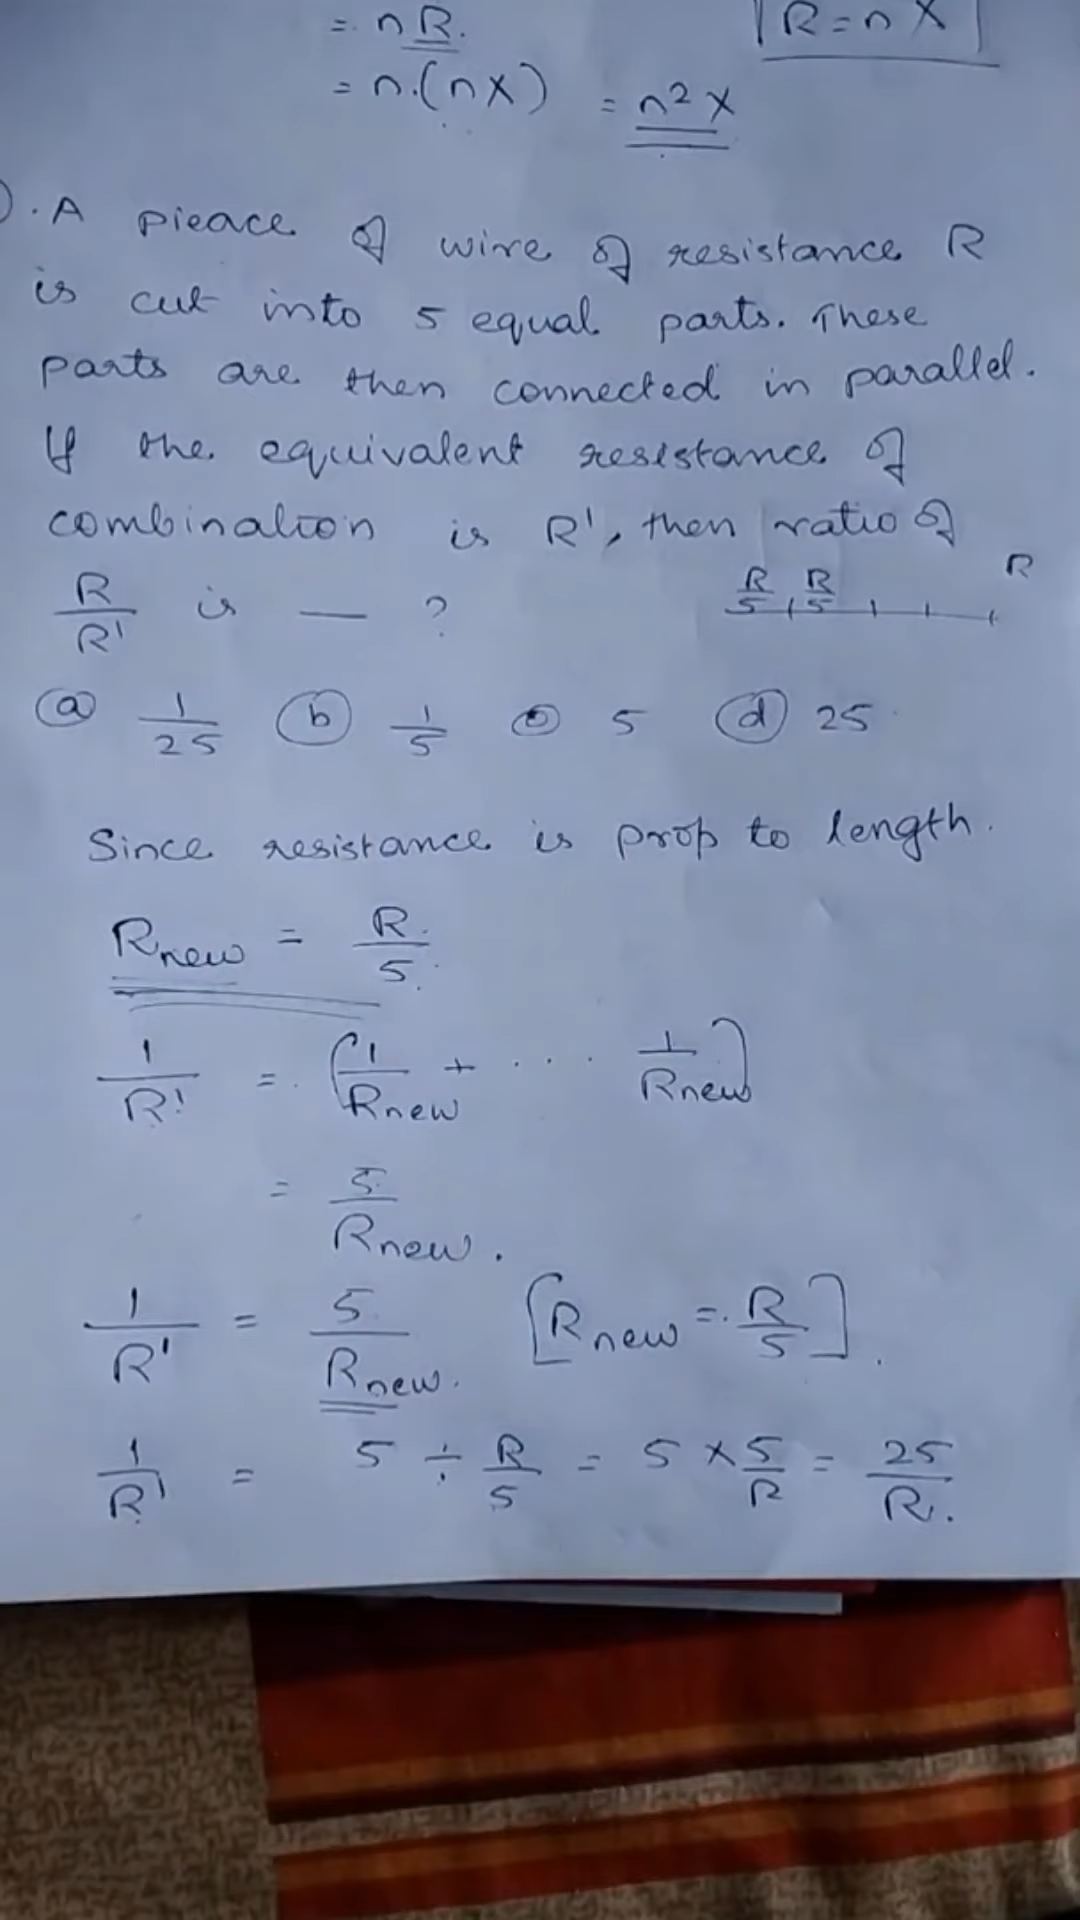 = n R.
R = n X
= n.(n X) = n² X
). A pieace of wire of resistance R
is cut into 5 equal parts. These
parts are then connected in parallel.
If the equivalent resistance of
combination is R', then ratio of
R/R' is — ?
R/5 R/5 R
(a) 1/25 (b) 1/5 (c) 5 (d) 25
Since resistance is prop to length.
Rnew = R/5.
1/R' = [1/Rnew + ... 1/Rnew]
= 5/Rnew.
1/R' = 5/Rnew. [Rnew = R/5].
1/R' = 5 ÷ R/5 = 5 × 5/R = 25/R.